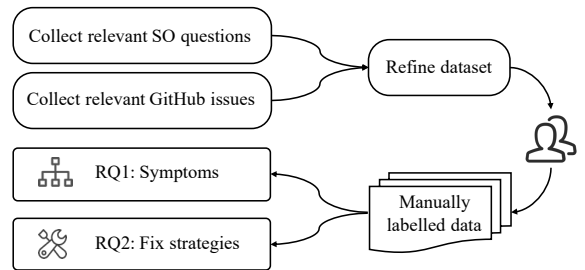 Collect relevant SO questions
Refine dataset
Collect relevant GitHub issues
RQ1: Symptoms
Manually
labelled data
RQ2: Fix strategies